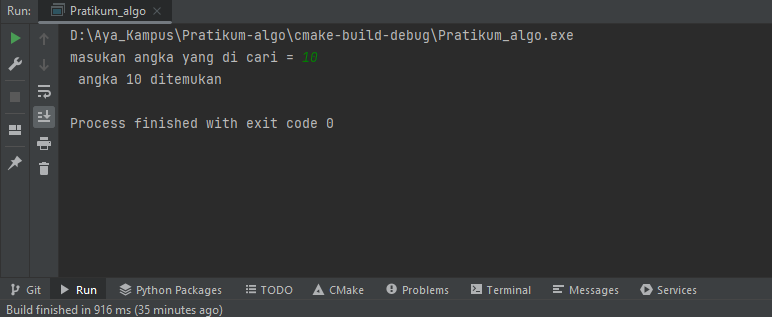 Run: Pratikum_algo
D:\Aya_Kampus\Pratikum-algo\cmake-build-debug\Pratikum_algo.exe
masukan angka yang di cari = 10
angka 10 ditemukan
Process finished with exit code 0
Git Run Python Packages TODO CMake Problems Terminal Messages Services
Build finished in 916 ms (35 minutes ago)